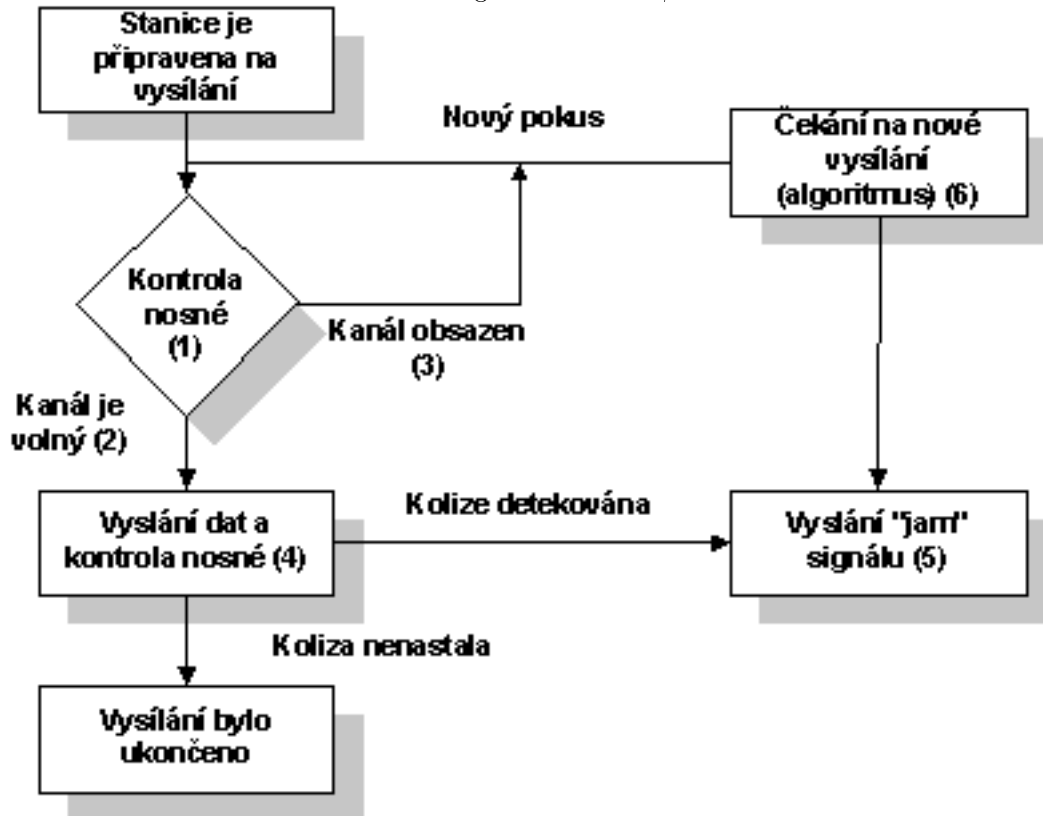 Stanice je
připravena na
vysílání
Nový pokus
Čekání na nové
vysílání
(algoritmus) (6)
Kontrola
nosné
(1)
Kanál obsazen
(3)
Kanál je
volný (2)
Vyslání dat a
kontrola nosné (4)
Kolize detekována
Vyslání "jam"
signálu (5)
Koliza nenastala
Vysílání bylo
ukončeno